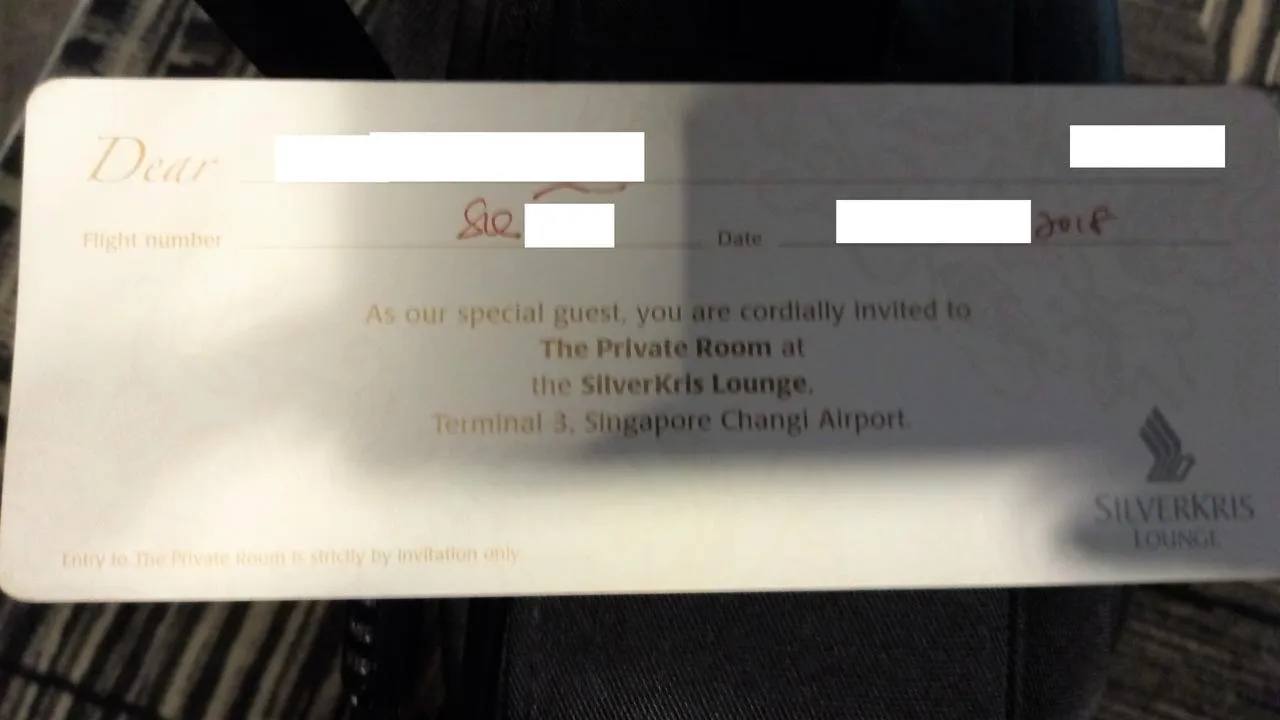 Dear
Flight number SQ Date 2018
As our special guest, you are cordially invited to
The Private Room at
the SilverKris Lounge,
Terminal 3, Singapore Changi Airport.
SILVERKRIS
LOUNGE
Entry to The Private Room is strictly by invitation only